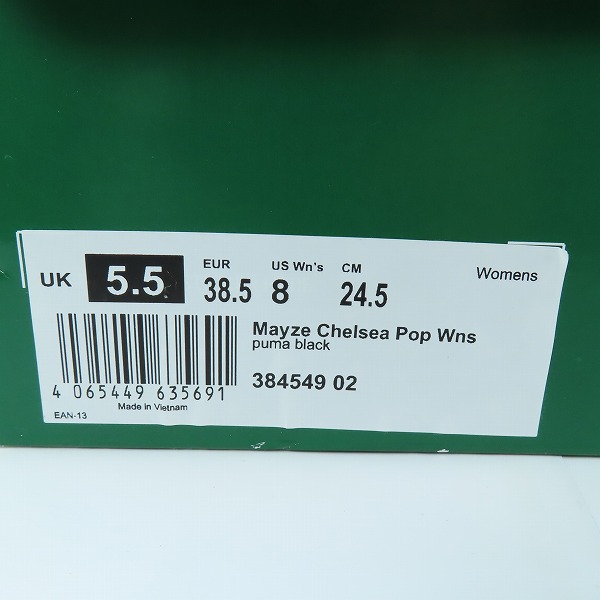 UK 5.5 EUR 38.5 US Wn's 8 CM 24.5 Womens
Mayze Chelsea Pop Wns
puma black
384549 02
4 065449 635691
Made in Vietnam
EAN-13